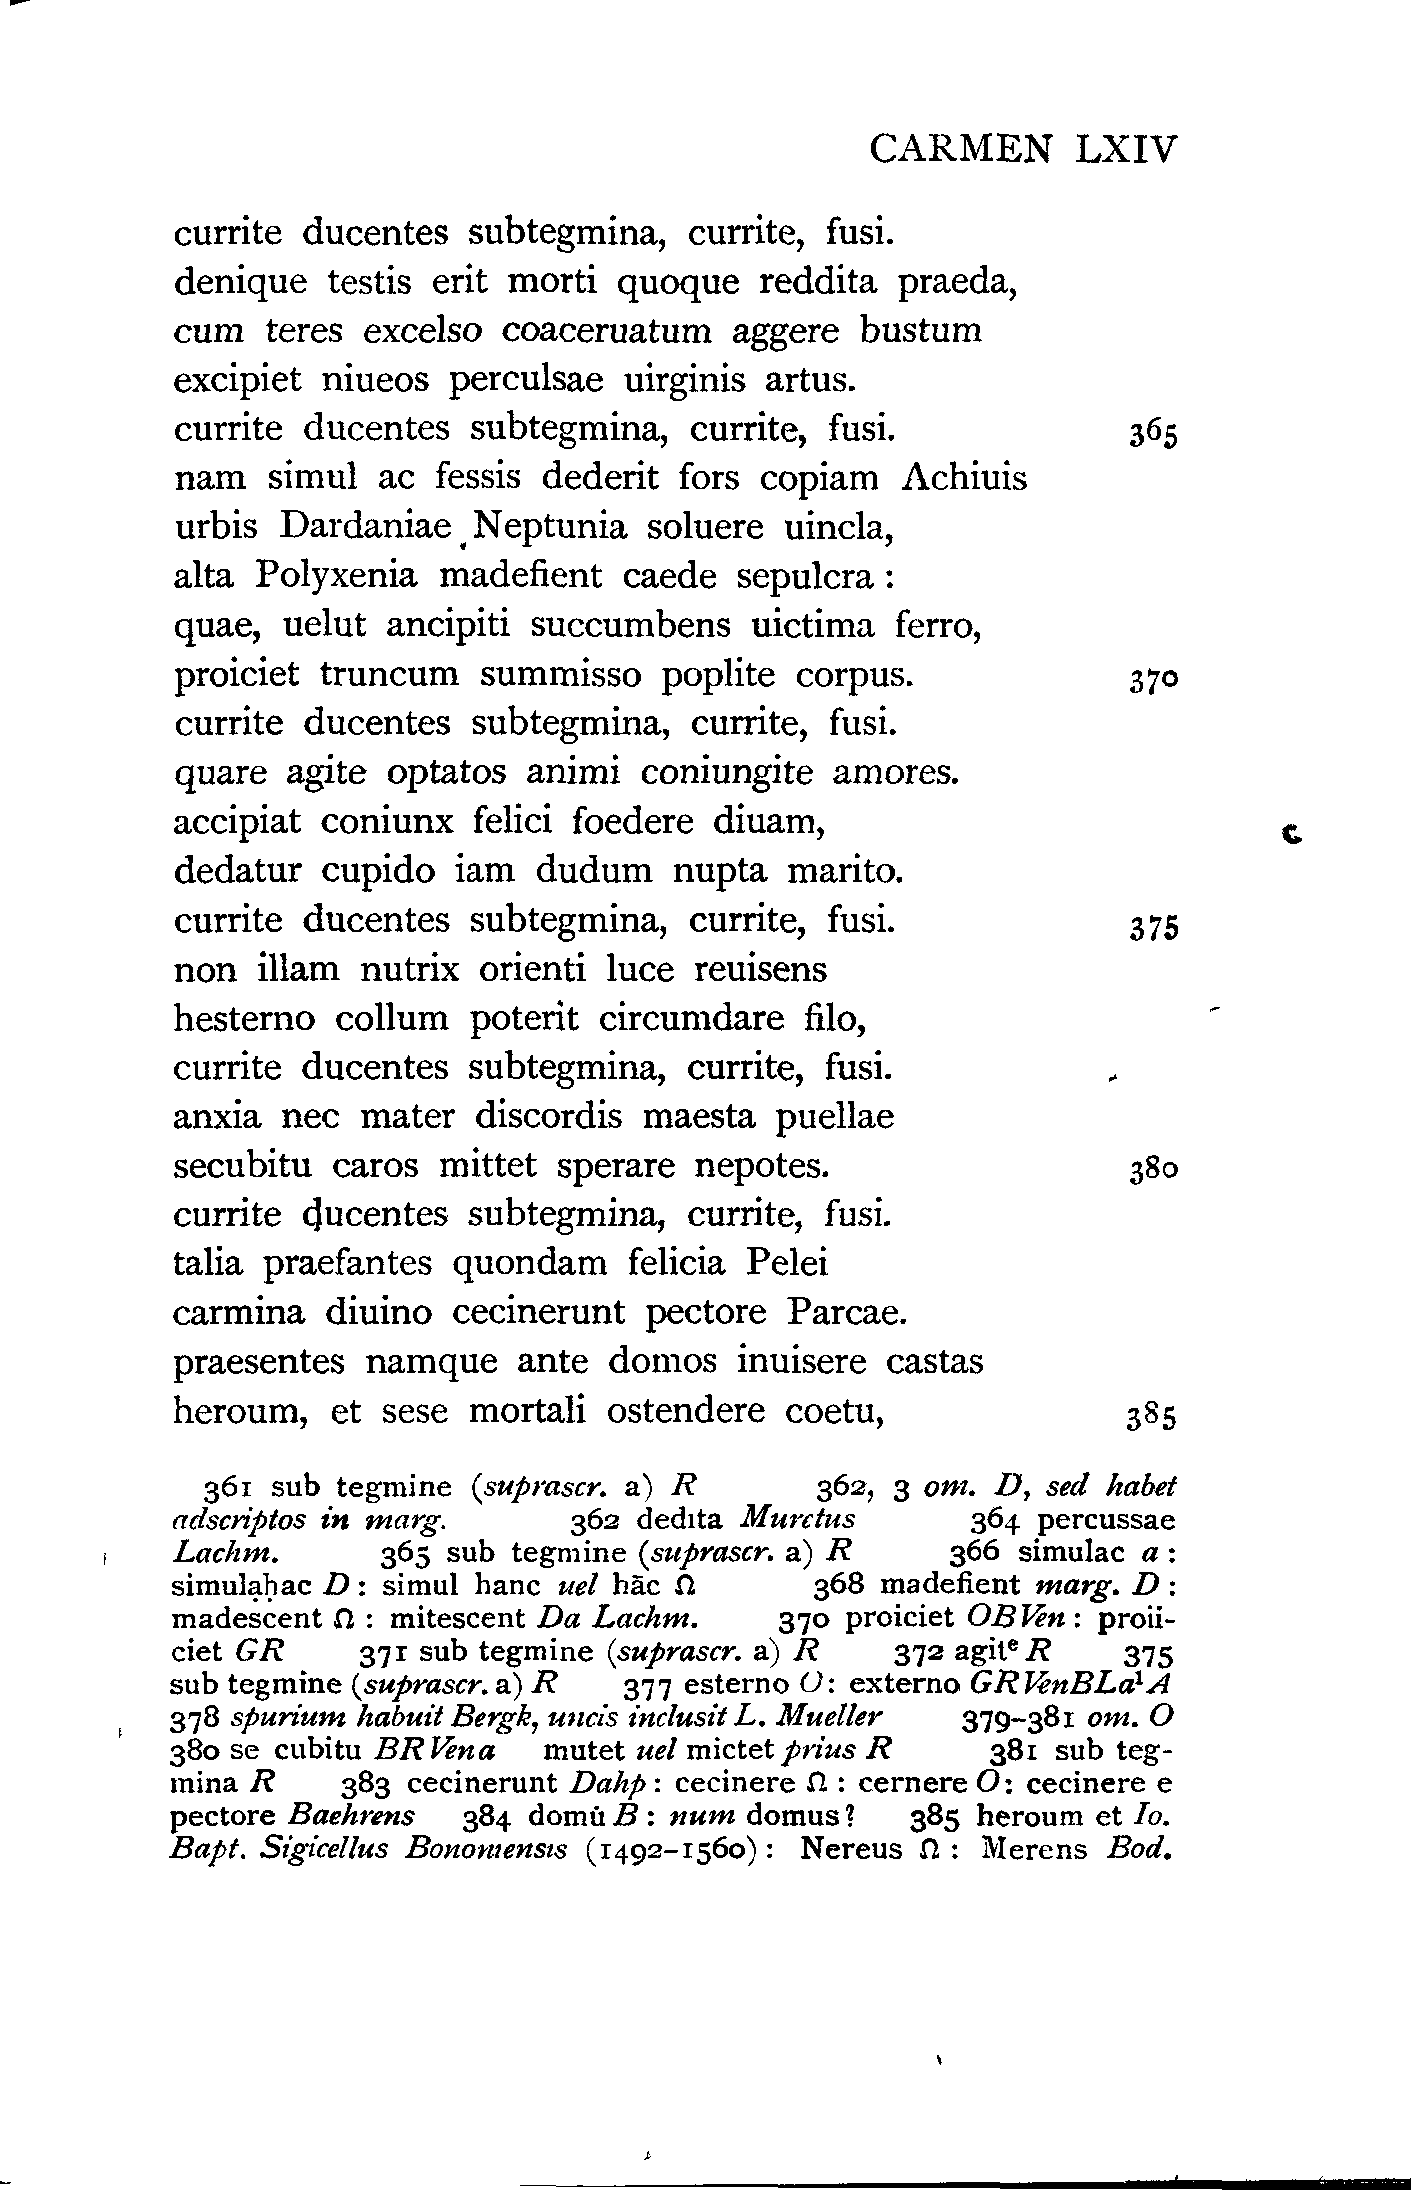 CARMEN LXIV
currite ducentes subtegmina, currite, fusi.
denique testis erit morti quoque reddita praeda,
cum teres excelso coaceruatum aggere bustum
excipiet niueos perculsae uirginis artus.
currite ducentes subtegmina, currite, fusi. 365
nam simul ac fessis dederit fors copiam Achiuis
urbis Dardaniae Neptunia soluere uincla,
alta Polyxenia madefient caede sepulcra :
quae, uelut ancipiti succumbens uictima ferro,
proiciet truncum summisso poplite corpus. 370
currite ducentes subtegmina, currite, fusi.
quare agite optatos animi coniungite amores.
accipiat coniunx felici foedere diuam,
dedatur cupido iam dudum nupta marito.
currite ducentes subtegmina, currite, fusi. 375
non illam nutrix orienti luce reuisens
hesterno collum poterit circumdare filo,
currite ducentes subtegmina, currite, fusi.
anxia nec mater discordis maesta puellae
secubitu caros mittet sperare nepotes. 380
currite ducentes subtegmina, currite, fusi.
talia praefantes quondam felicia Pelei
carmina diuino cecinerunt pectore Parcae.
praesentes namque ante domos inuisere castas
heroum, et sese mortali ostendere coetu, 385
361 sub tegmine (suprascr. a) R 362, 3 om. D, sed habet
adscriptos in marg. 362 dedita Muretus 364 percussae
Lachm. 365 sub tegmine (suprascr. a) R 366 simulac a :
simulạḥac D : simul hanc uel hāc Ω 368 madefient marg. D :
madescent Ω : mitescent Da Lachm. 370 proiciet OBVen : proii-
ciet GR 371 sub tegmine (suprascr. a) R 372 agitᵉ R 375
sub tegmine (suprascr. a) R 377 esterno O : externo GRVenBLa¹A
378 spurium habuit Bergk, uncis inclusit L. Mueller 379–381 om. O
380 se cubitu BRVena mutet uel mictet prius R 381 sub teg-
mina R 383 cecinerunt Dahp : cecinere Ω : cernere O : cecinere e
pectore Baehrens 384 domū B : num domus? 385 heroum et Io.
Bapt. Sigicellus Bononiensis (1492–1560) : Nereus Ω : Merens Bod.